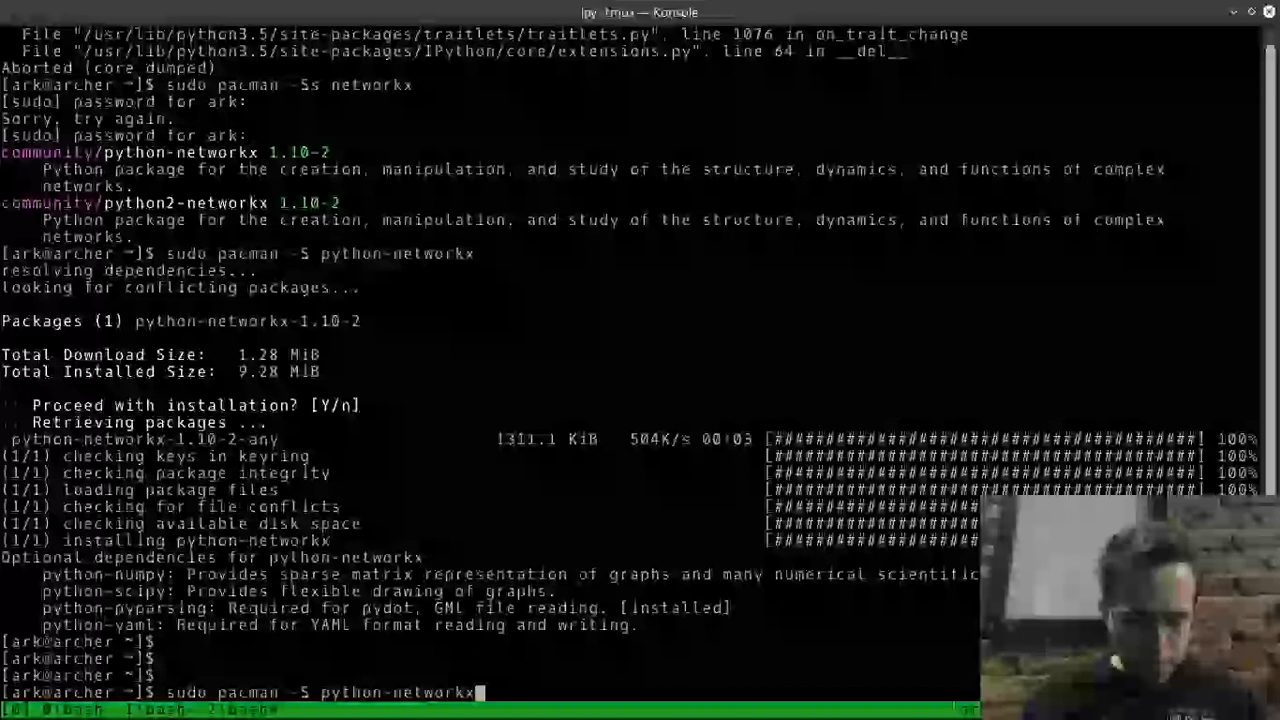 lpy tmux — Konsole
File "/usr/lib/python3.5/site-packages/traitlets/traitlets.py", line 1076 in on_trait_change
File "/usr/lib/python3.5/site-packages/IPython/core/extensions.py", line 64 in __del__
Aborted (core dumped)
[ark@archer ~]$ sudo pacman -Ss networkx
[sudo] password for ark:
Sorry, try again.
[sudo] password for ark:
community/python-networkx 1.10-2
Python package for the creation, manipulation, and study of the structure, dynamics, and functions of complex
networks.
community/python2-networkx 1.10-2
Python package for the creation, manipulation, and study of the structure, dynamics, and functions of complex
networks.
[ark@archer ~]$ sudo pacman -S python-networkx
resolving dependencies...
looking for conflicting packages...
Packages (1) python-networkx-1.10-2
Total Download Size: 1.28 MiB
Total Installed Size: 9.28 MiB
:: Proceed with installation? [Y/n]
:: Retrieving packages ...
python-networkx-1.10-2-any 1311.1 KiB 504K/s 00:03 [##########################################] 100%
(1/1) checking keys in keyring [##########################################] 100%
(1/1) checking package integrity [##########################################] 100%
(1/1) loading package files [##########################################] 100%
(1/1) checking for file conflicts [####################
(1/1) checking available disk space [####################
(1/1) installing python-networkx [####################
Optional dependencies for python-networkx
python-numpy: Provides sparse matrix representation of graphs and many numerical scientific
python-scipy: Provides flexible drawing of graphs.
python-pyparsing: Required for pydot, GML file reading. [installed]
python-yaml: Required for YAML format reading and writing.
[ark@archer ~]$
[ark@archer ~]$
[ark@archer ~]$
[ark@archer ~]$ sudo pacman -S python-networkx
[0] 0:bash 1:bash- 2:bash* "ar